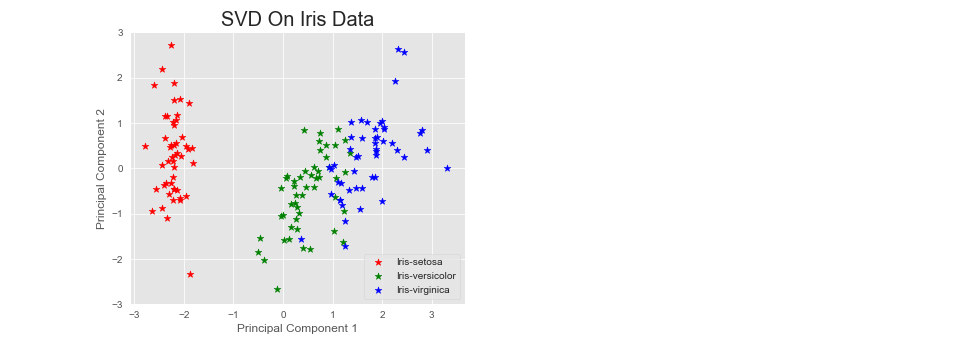 SVD On Iris Data
3
2
1
0
−1
−2
−3
Principal Component 2
Iris-setosa
Iris-versicolor
Iris-virginica
−3 −2 −1 0 1 2 3
Principal Component 1